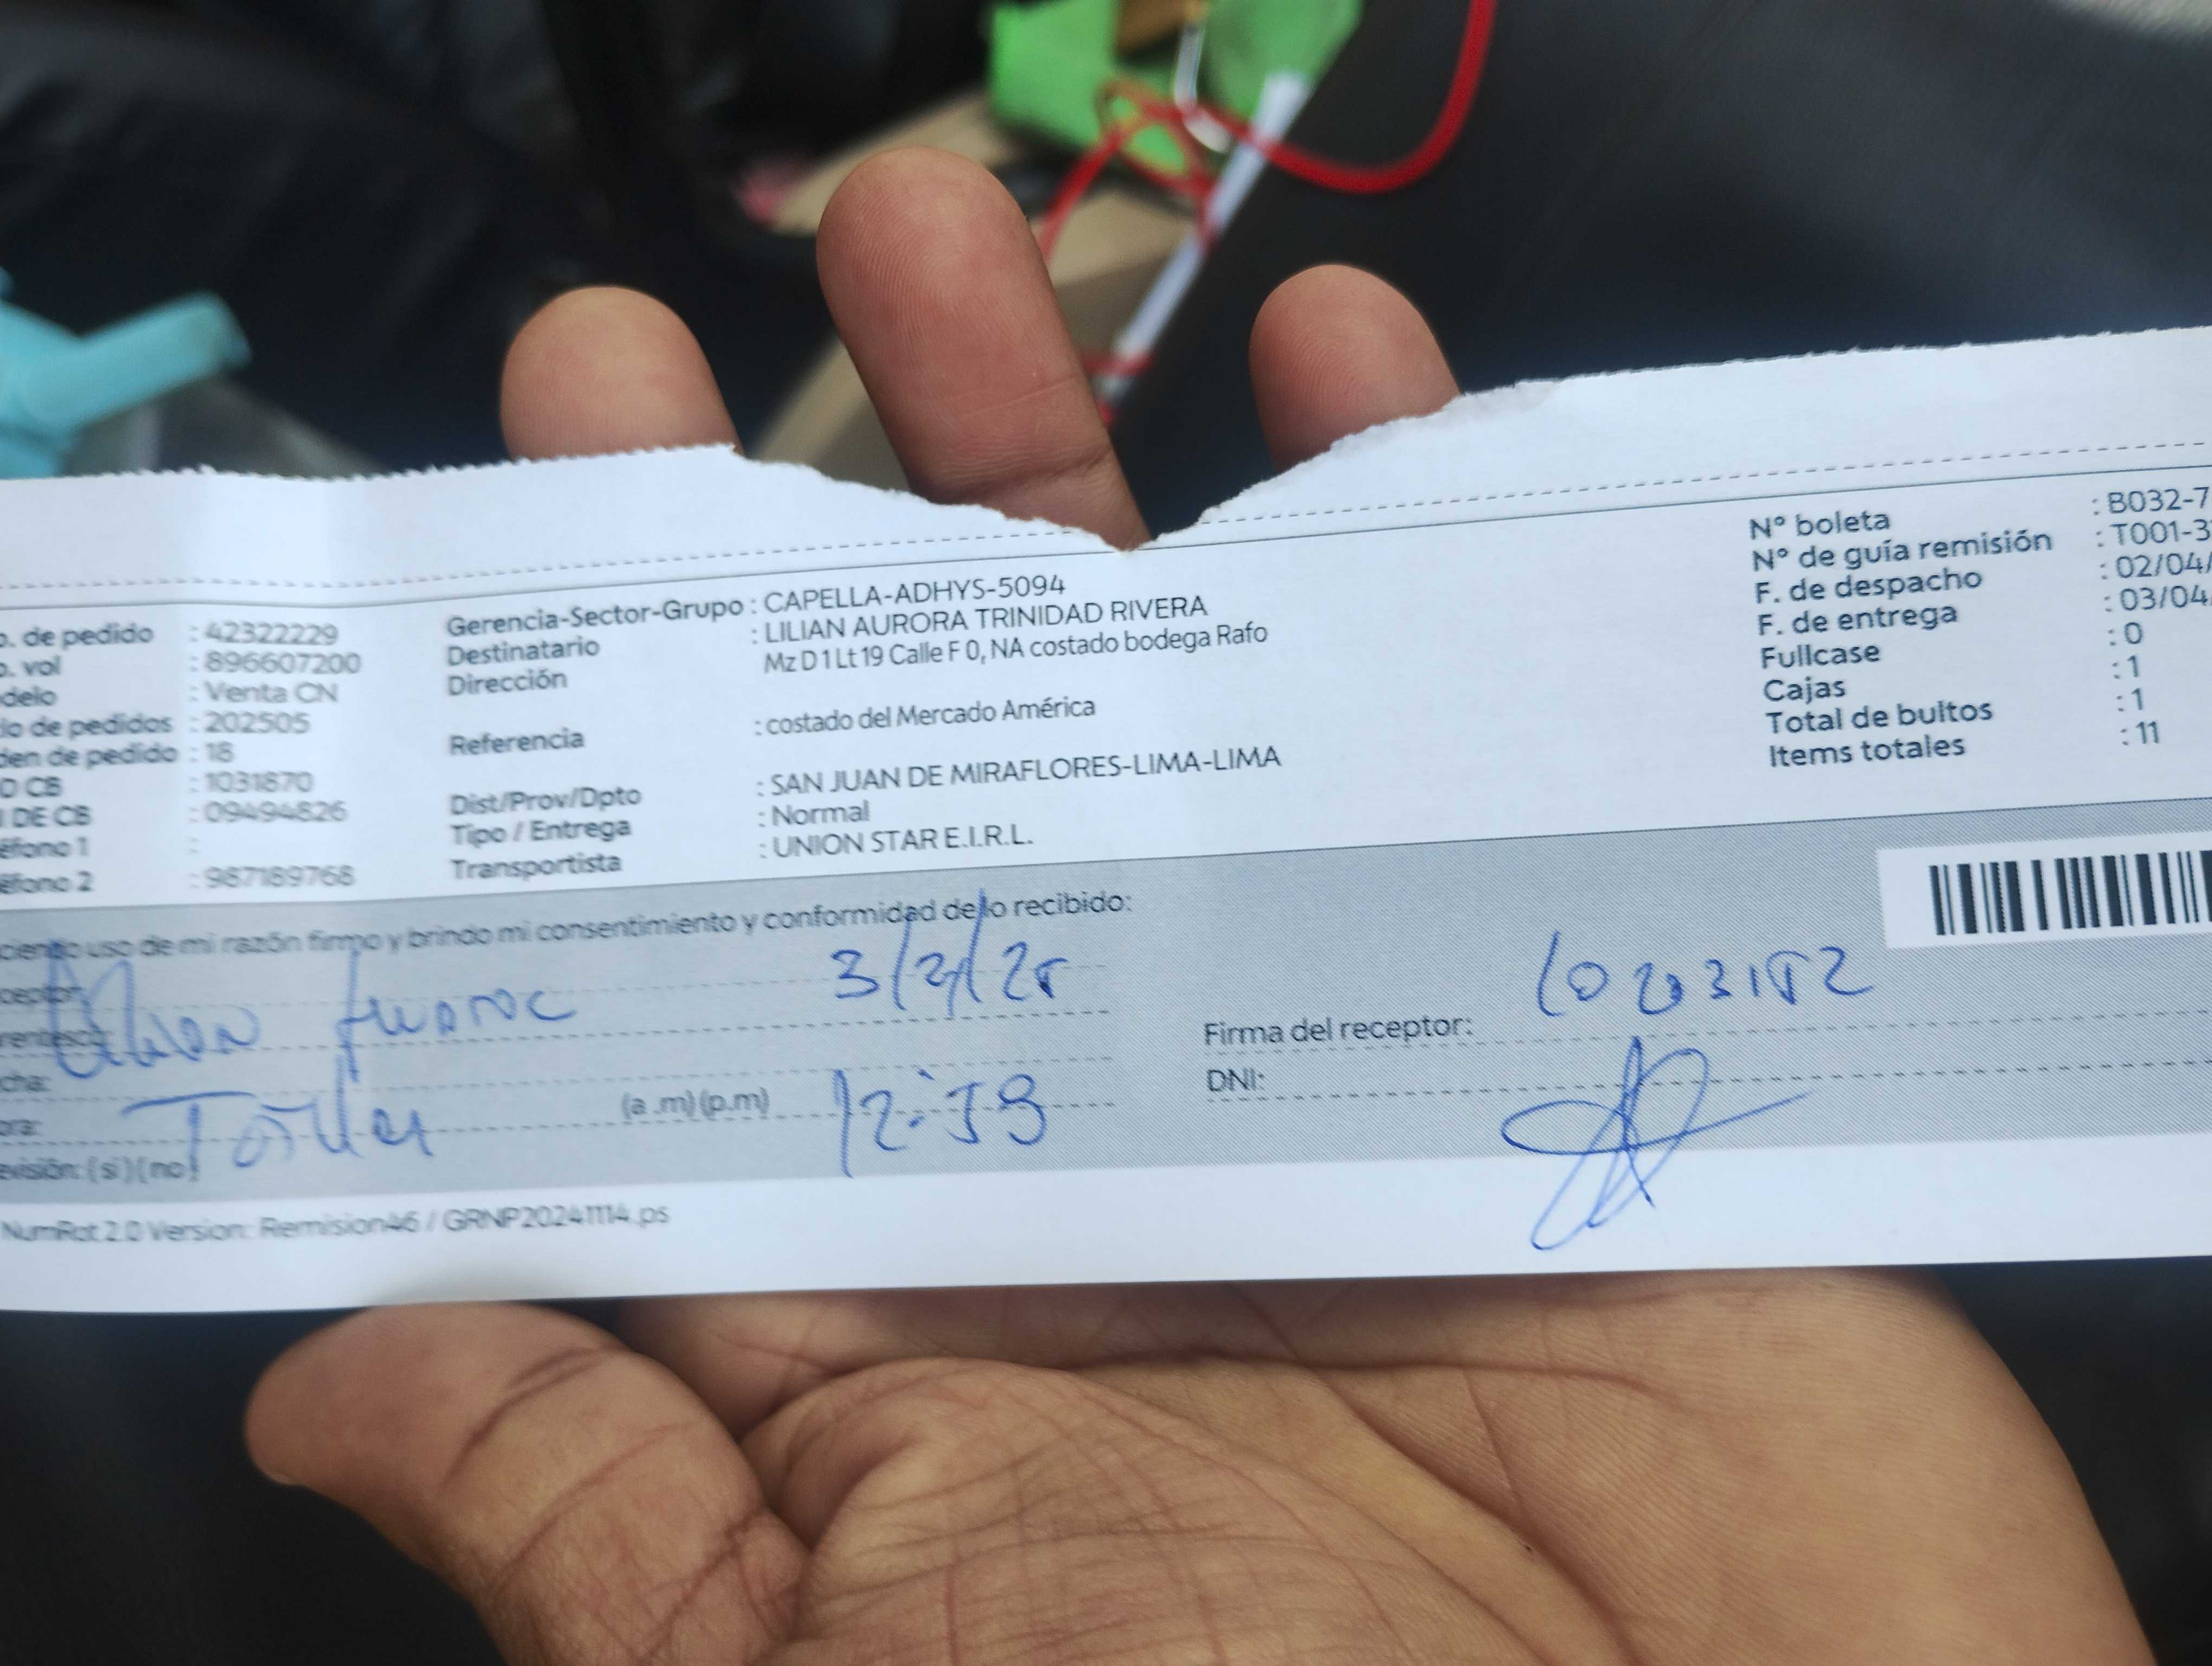 o. de pedido : 42322229
o. vol : 896607200
delo : Venta CN
lo de pedidos : 202505
den de pedido : 18
O CB : 1031870
I DE CB : 09494826
éfono 1 :
éfono 2 : 987189768
Gerencia-Sector-Grupo : CAPELLA-ADHYS-5094
Destinatario : LILIAN AURORA TRINIDAD RIVERA
Dirección Mz D 1 Lt 19 Calle F 0, NA costado bodega Rafo
Referencia : costado del Mercado América
Dist/Prov/Dpto : SAN JUAN DE MIRAFLORES-LIMA-LIMA
Tipo / Entrega : Normal
Transportista : UNION STAR E.I.R.L.
N° boleta : B032-7
N° de guía remisión : T001-3
F. de despacho : 02/04/
F. de entrega : 03/04/
Fullcase : 0
Cajas : 1
Total de bultos : 1
Items totales : 11
ciendo uso de mi razón firmo y brindo mi consentimiento y conformidad de lo recibido:
ceptor:
rentesco:
cha:
ora: (a .m) (p.m)
evisión: (si) (no)
Firma del receptor:
DNI:
NumRot 2.0 Version: Remision46 / GRNP20241114.ps